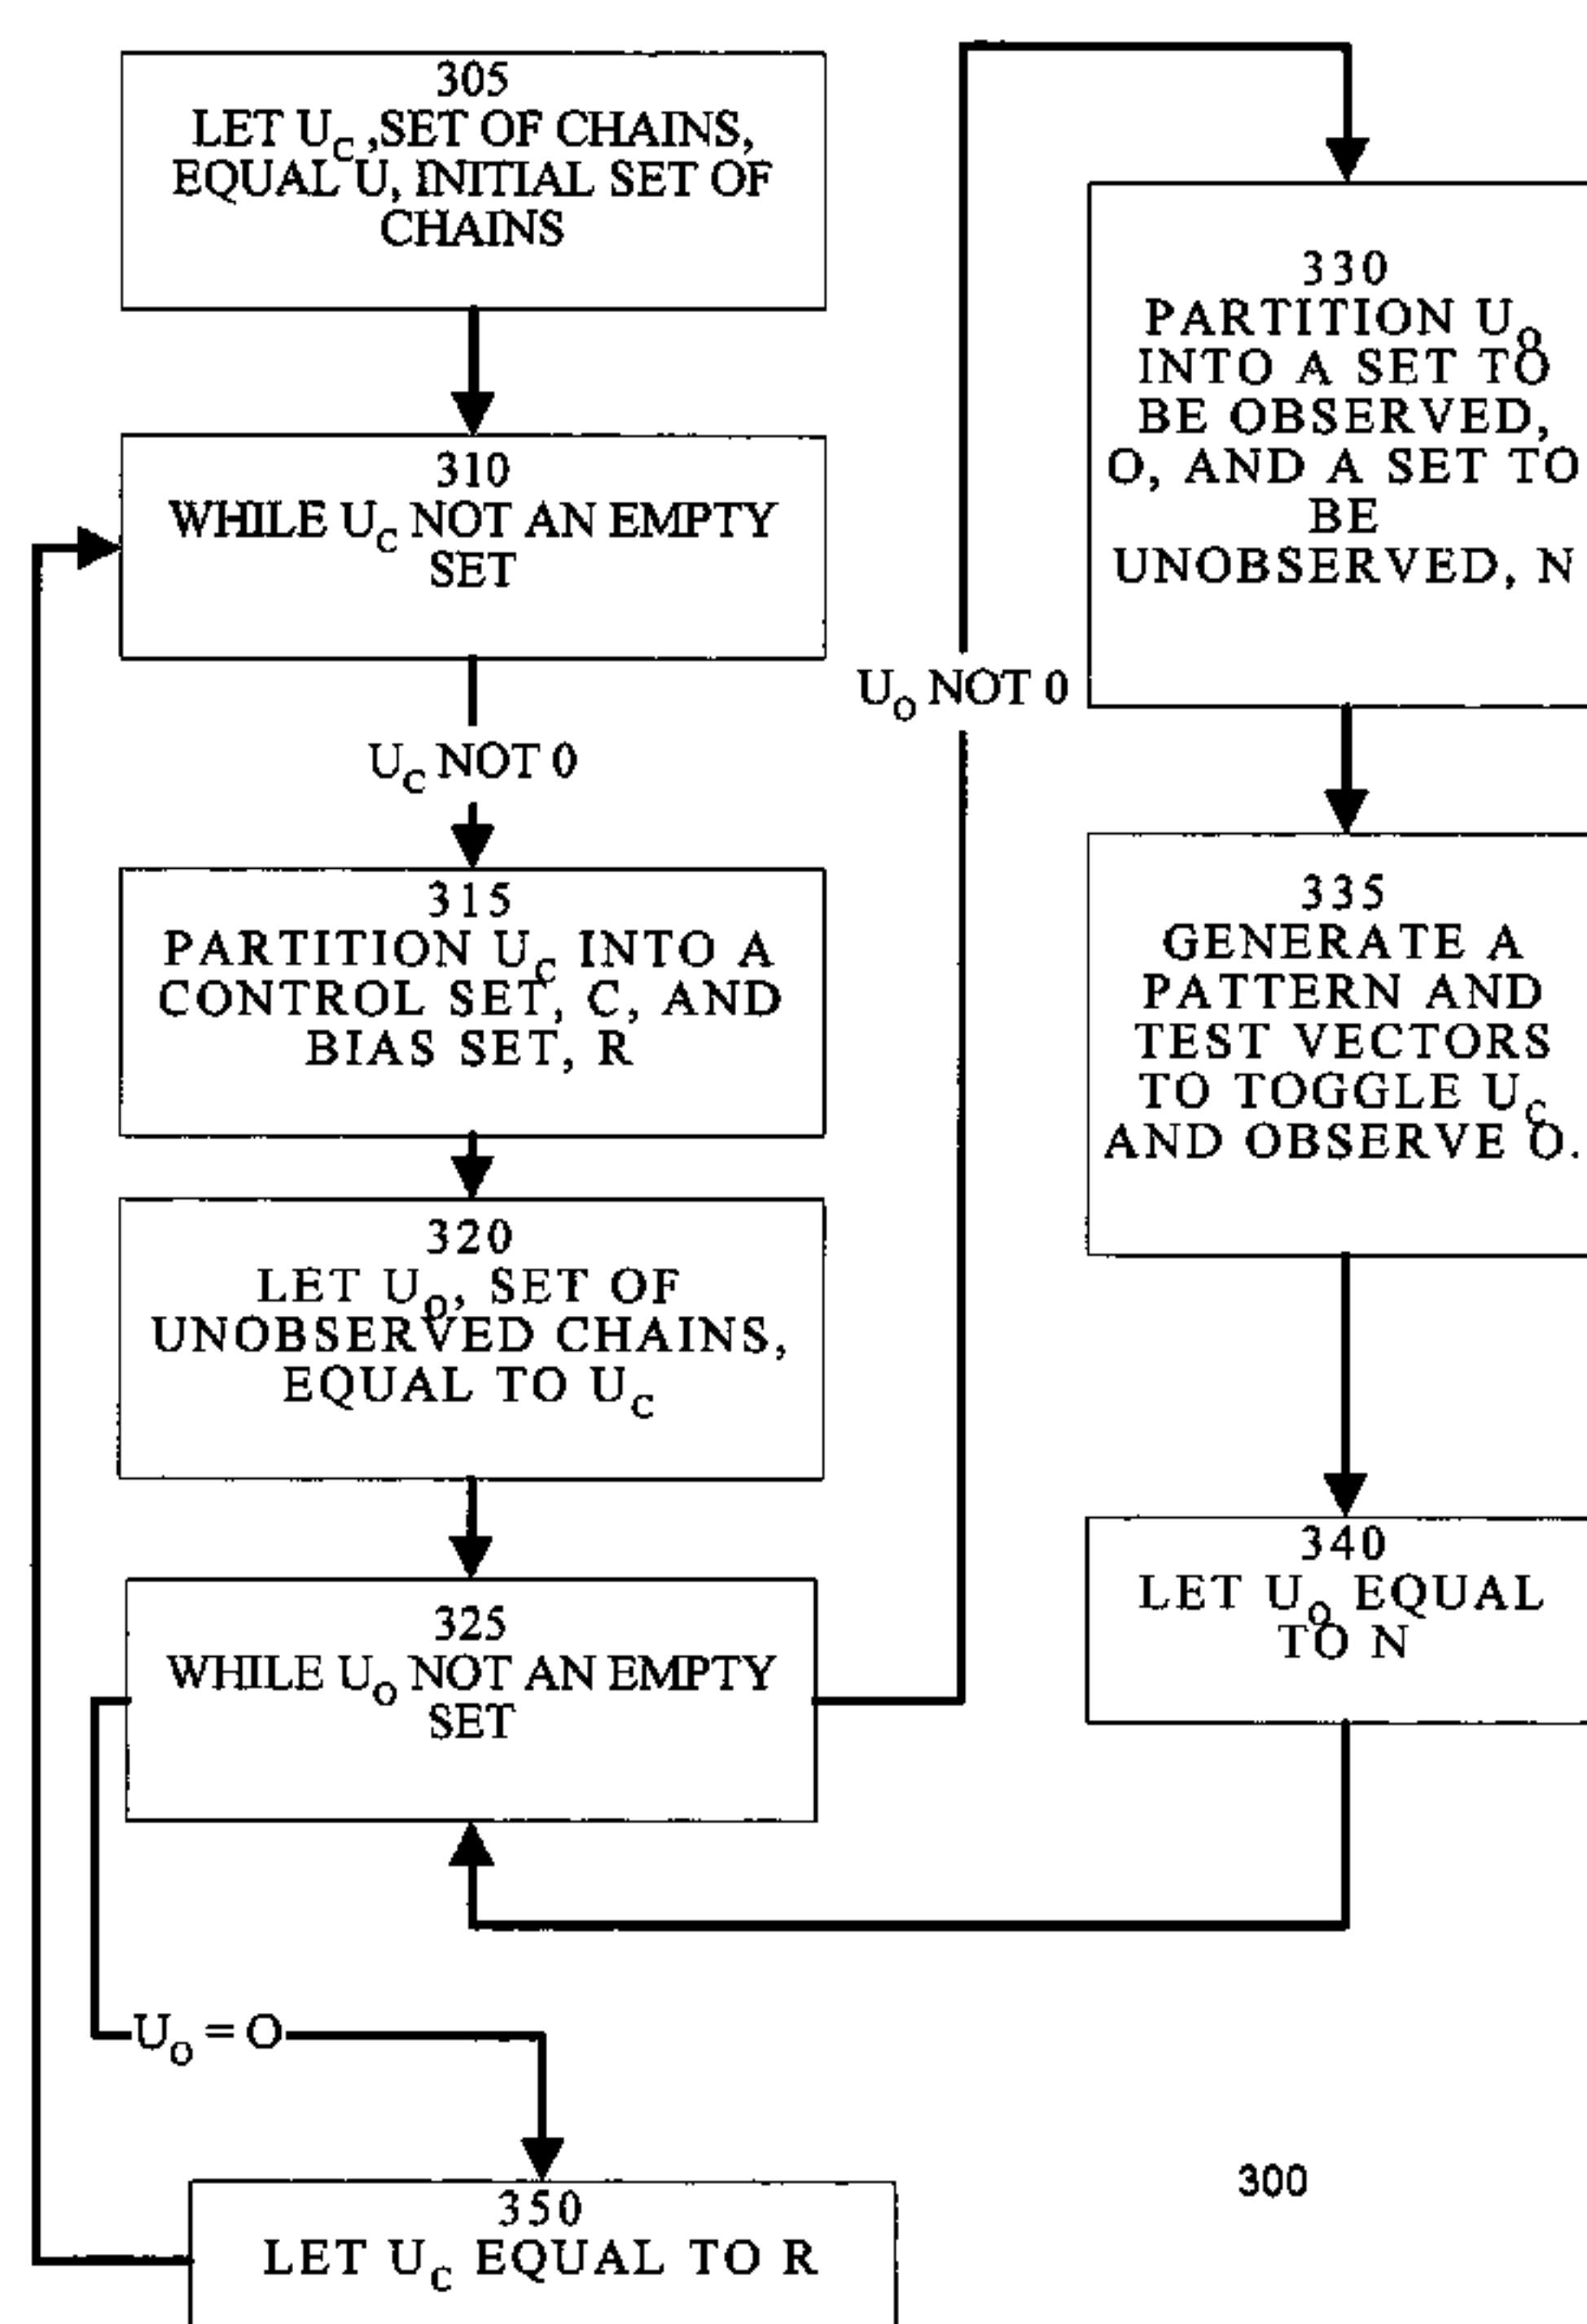 305
LET U_C ,SET OF CHAINS,
EQUAL U, INITIAL SET OF
CHAINS
310
WHILE U_C NOT AN EMPTY
SET
U_C NOT 0
315
PARTITION U_C INTO A
CONTROL SET, C, AND
BIAS SET, R
320
LET U_O, SET OF
UNOBSERVED CHAINS,
EQUAL TO U_C
325
WHILE U_O NOT AN EMPTY
SET
U_O NOT 0
330
PARTITION U_O
INTO A SET TO
BE OBSERVED,
O, AND A SET TO
BE
UNOBSERVED, N
335
GENERATE A
PATTERN AND
TEST VECTORS
TO TOGGLE U_C
AND OBSERVE O.
340
LET U_O EQUAL
TO N
U_O = O
350
LET U_C EQUAL TO R
300